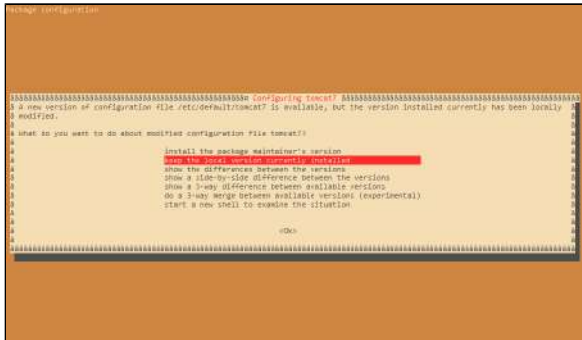 Package configuration
Configuring tomcat7
A new version of configuration file /etc/default/tomcat7 is available, but the version installed currently has been locally
modified.
What do you want to do about modified configuration file tomcat7?
install the package maintainer's version
keep the local version currently installed
show the differences between the versions
show a side-by-side difference between the versions
show a 3-way difference between available versions
do a 3-way merge between available versions (experimental)
start a new shell to examine the situation
<Ok>